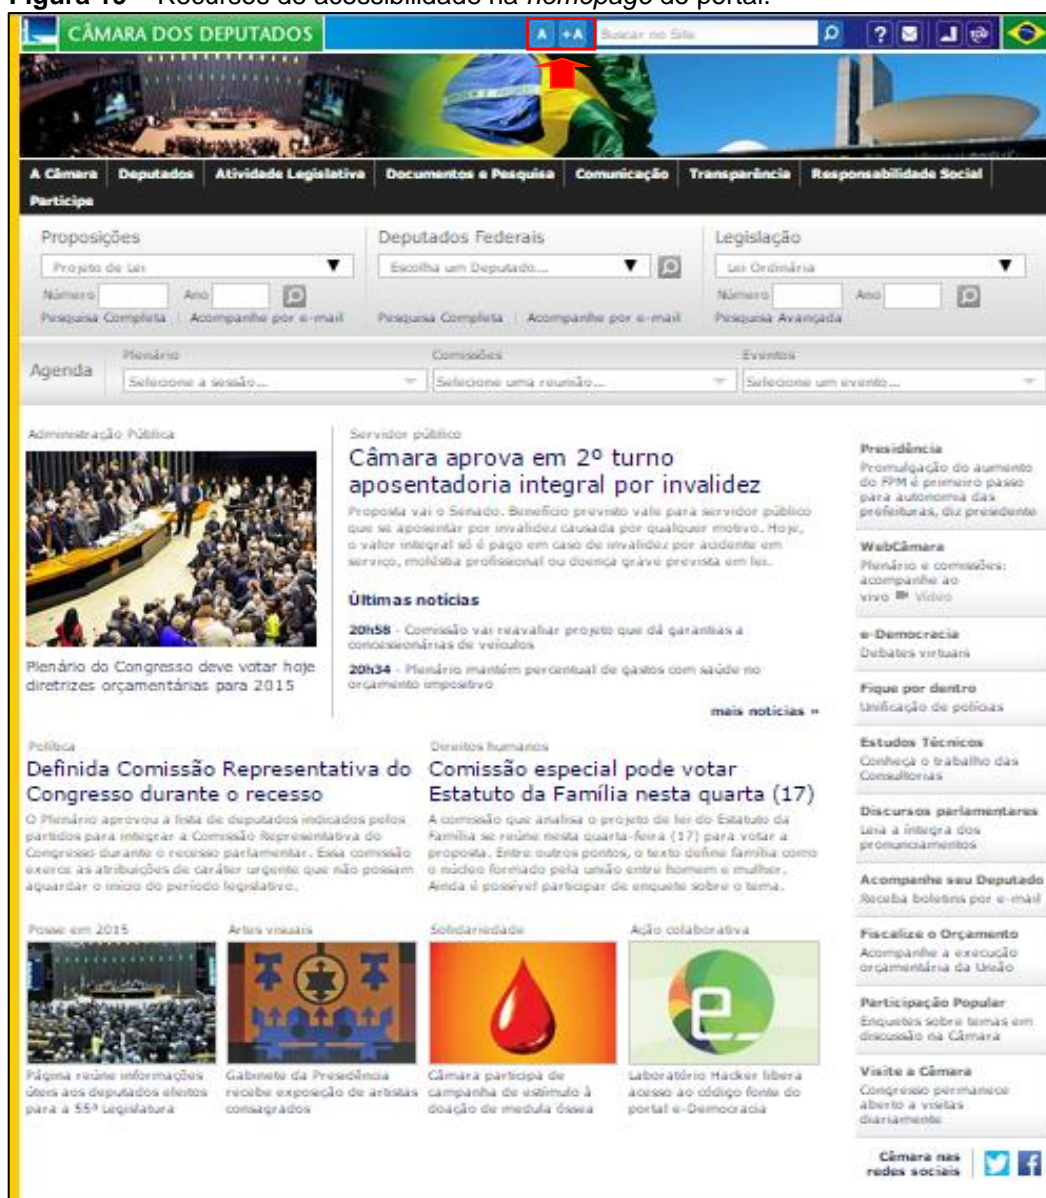 Figura 15 – Recursos de acessibilidade na homepage do portal.
CÂMARA DOS DEPUTADOS
A +A Buscar no Site
A Câmara Deputados Atividade Legislativa Documentos e Pesquisa Comunicação Transparência Responsabilidade Social
Participe
Proposições Deputados Federais Legislação
Projeto de Lei Escolha um Deputado... Lei Ordinária
Número Ano Número Ano
Pesquisa Completa Acompanhe por e-mail Pesquisa Completa Acompanhe por e-mail Pesquisa Avançada
Agenda
Plenário Comissões Eventos
Selecione a sessão... Selecione uma reunião... Selecione um evento...
Administração Pública
Plenário do Congresso deve votar hoje
diretrizes orçamentárias para 2015
Servidor público
Câmara aprova em 2º turno
aposentadoria integral por invalidez
Proposta vai o Senado. Benefício previsto vale para servidor público
que se aposentar por invalidez causada por qualquer motivo. Hoje,
o valor integral só é pago em caso de invalidez por acidente em
serviço, moléstia profissional ou doença grave prevista em lei.
Últimas notícias
20h58 - Comissão vai reavaliar projeto que dá garantias a
concessionárias de veículos
20h34 - Plenário mantém percentual de gastos com saúde no
orçamento impositivo
mais notícias »
Política
Definida Comissão Representativa do
Congresso durante o recesso
O Plenário aprovou a lista de deputados indicados pelos
partidos para integrar a Comissão Representativa do
Congresso durante o recesso parlamentar. Essa comissão
exerce as atribuições de caráter urgente que não possam
aguardar o início do período legislativo.
Direitos humanos
Comissão especial pode votar
Estatuto da Família nesta quarta (17)
A comissão que analisa o projeto de lei do Estatuto da
Família se reúne nesta quarta-feira (17) para votar a
proposta. Entre outros pontos, o texto define família como
o núcleo formado pela união entre homem e mulher.
Ainda é possível participar de enquete sobre o tema.
Posse em 2015
Página reúne informações
úteis aos deputados eleitos
para a 55ª Legislatura
Artes visuais
Gabinete da Presidência
recebe exposição de artistas
consagrados
Solidariedade
Câmara participa de
campanha de estímulo à
doação de medula óssea
Ação colaborativa
Laboratório Hacker libera
acesso ao código fonte do
portal e-Democracia
Presidência
Promulgação do aumento
do FPM é primeiro passo
para autonomia das
prefeituras, diz presidente
WebCâmara
Plenário e comissões:
acompanhe ao
vivo Vídeo
e-Democracia
Debates virtuais
Fique por dentro
Unificação de polícias
Estudos Técnicos
Conheça o trabalho das
Consultorias
Discursos parlamentares
Leia a íntegra dos
pronunciamentos
Acompanhe seu Deputado
Receba boletins por e-mail
Fiscalize o Orçamento
Acompanhe a execução
orçamentária da União
Participação Popular
Enquetes sobre temas em
discussão na Câmara
Visite a Câmara
Congresso permanece
aberto a visitas
diariamente
Câmara nas
redes sociais